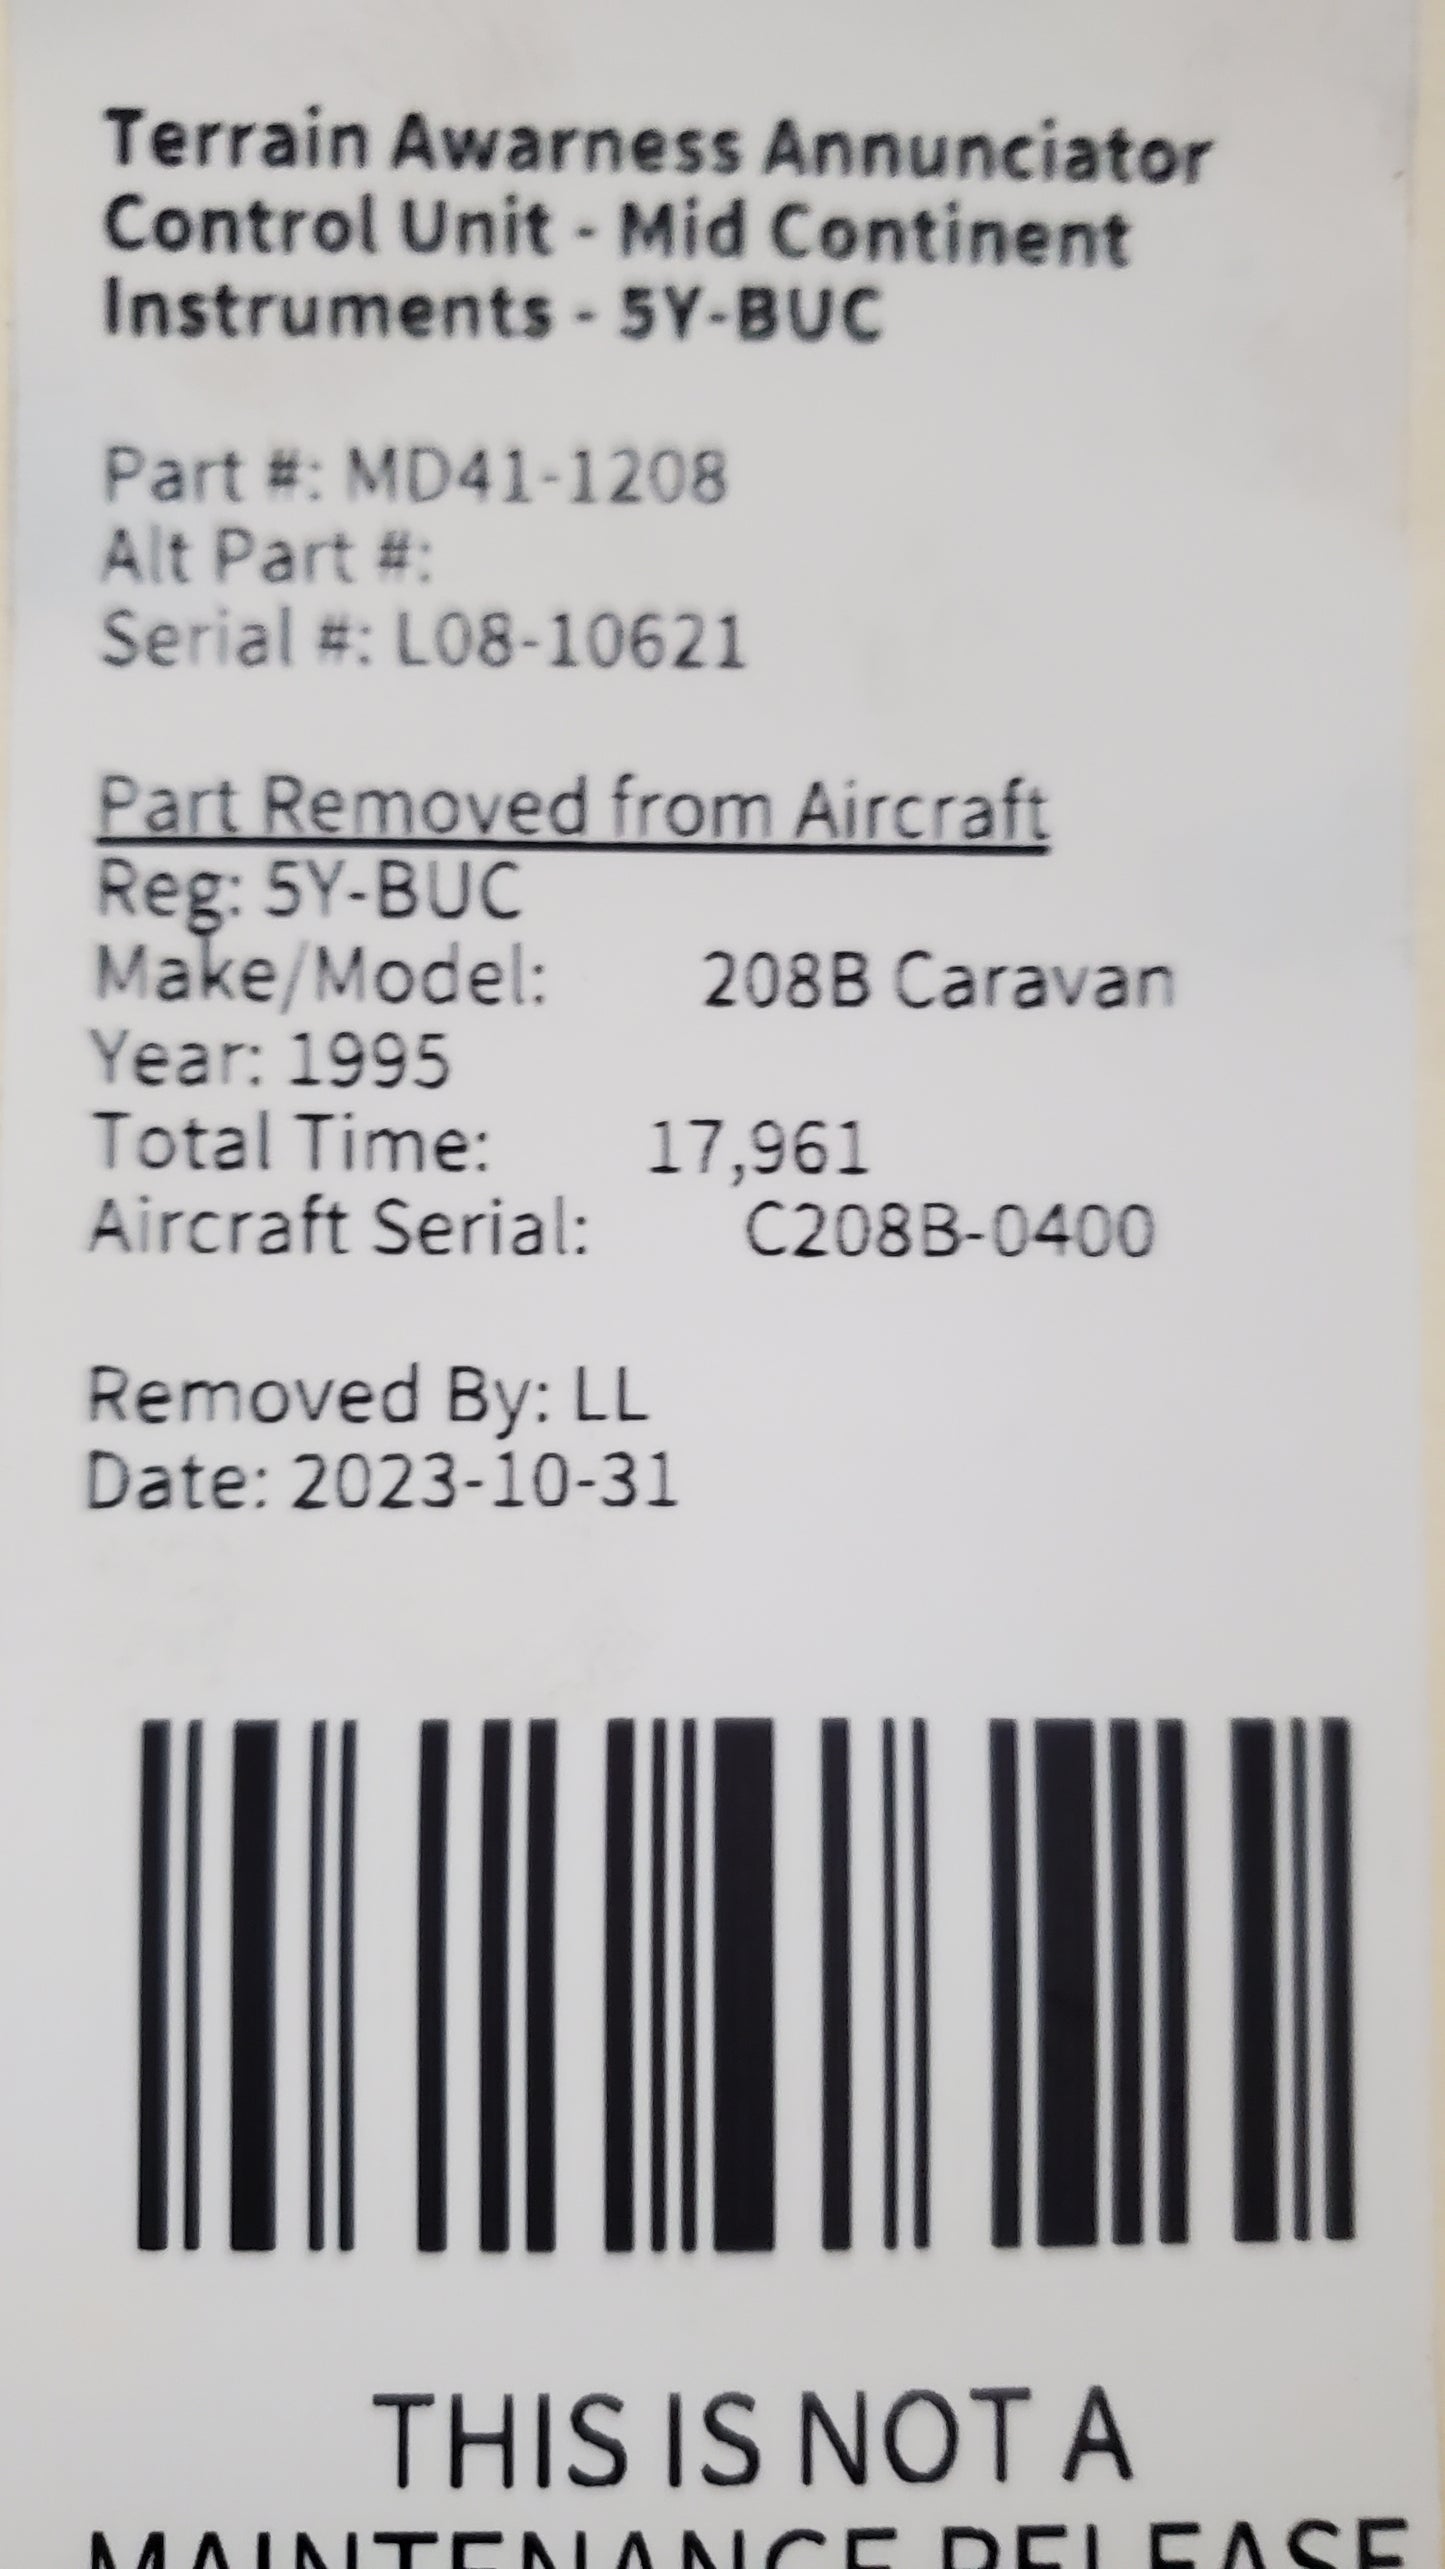 Terrain Awarness Annunciator
Control Unit - Mid Continent
Instruments - 5Y-BUC
Part #: MD41-1208
Alt Part #:
Serial #: L08-10621
Part Removed from Aircraft
Reg: 5Y-BUC
Make/Model: 208B Caravan
Year: 1995
Total Time: 17,961
Aircraft Serial: C208B-0400
Removed By: LL
Date: 2023-10-31
THIS IS NOT A
MAINTENANCE RELEASE